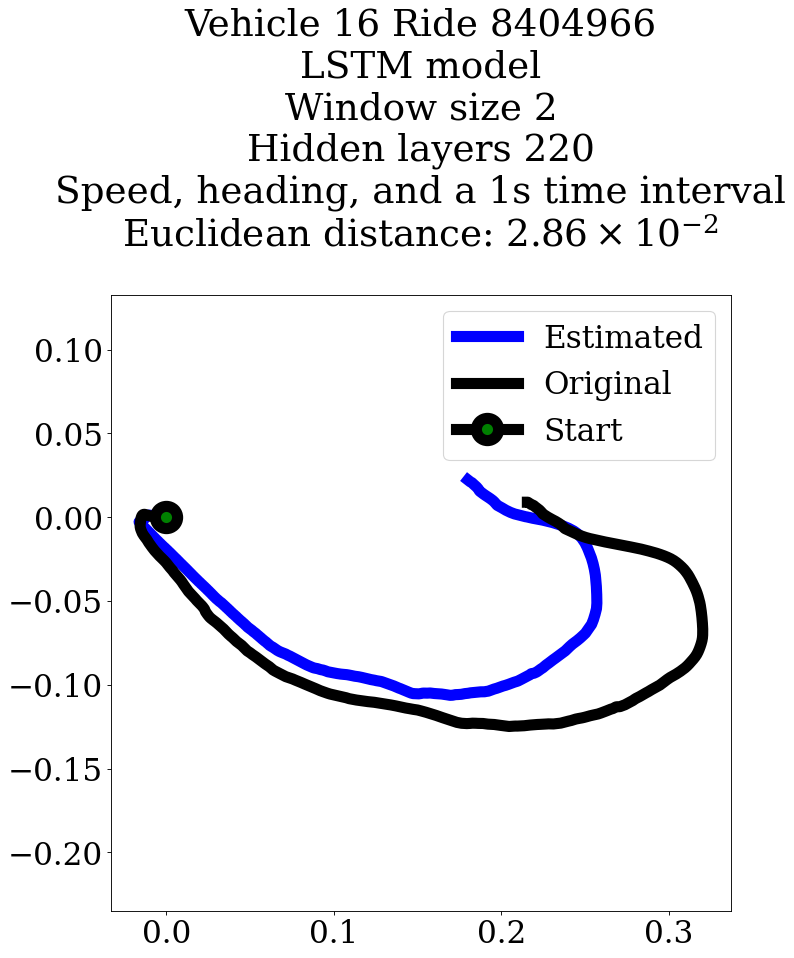 Vehicle 16 Ride 8404966
LSTM model
Window size 2
Hidden layers 220
Speed, heading, and a 1s time interval
Euclidean distance: 2.86 × 10⁻²
Estimated
Original
Start
0.10
0.05
0.00
−0.05
−0.10
−0.15
−0.20
0.0 0.1 0.2 0.3